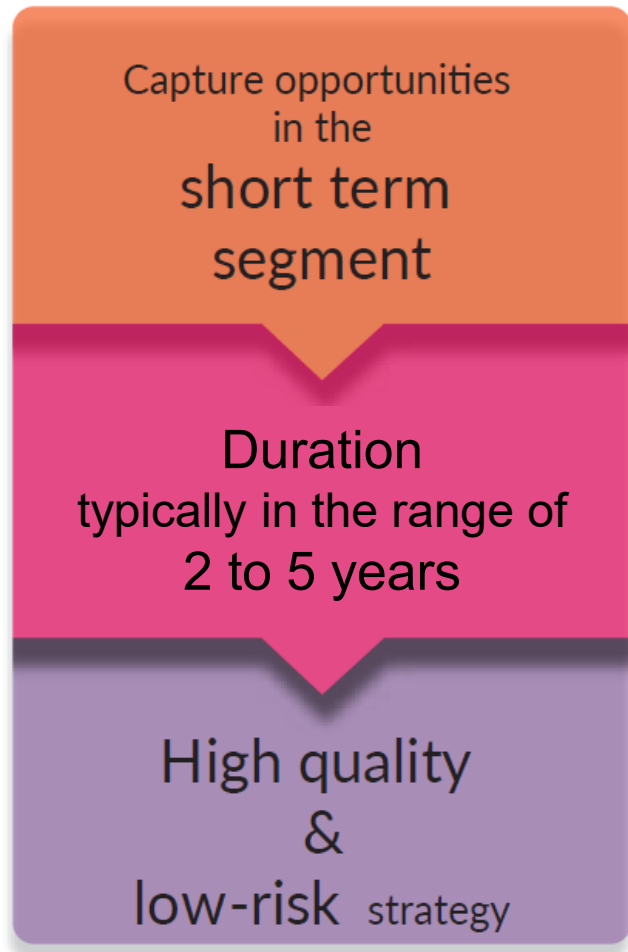 Capture opportunities
in the
short term
segment
Duration
typically in the range of
2 to 5 years
High quality
&
low-risk strategy